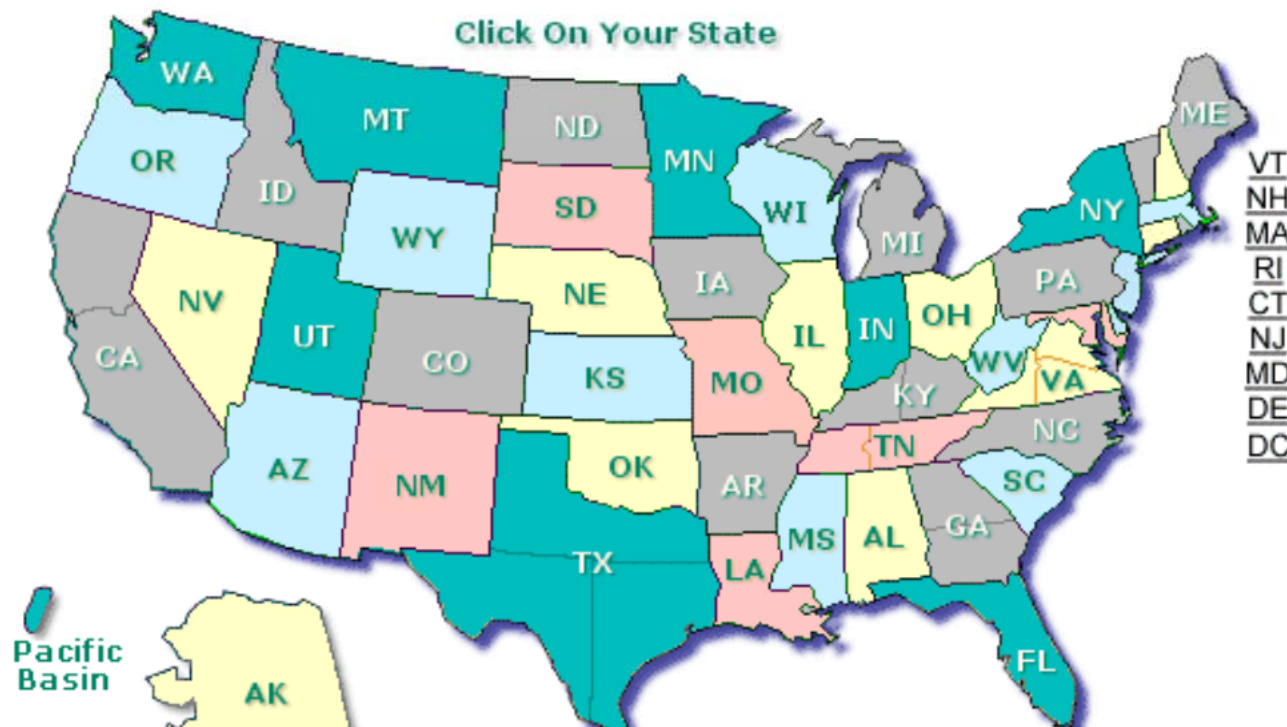 Click On Your State
WA
MT
ND
MN
ME
OR
ID
SD
WI
MI
NY
VT
NH
MA
RI
CT
NJ
MD
DE
DC
WY
NE
IA
PA
NV
UT
CO
KS
MO
IL
IN
OH
WV
VA
CA
KY
NC
AZ
NM
OK
AR
TN
SC
TX
LA
MS
AL
GA
FL
Pacific
Basin
AK